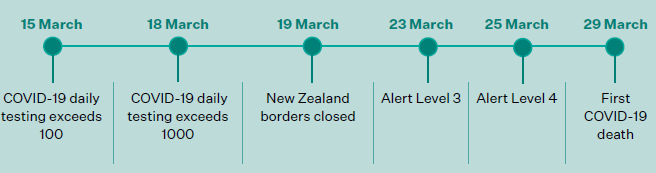 15 March
18 March
19 March
23 March
25 March
29 March
COVID-19 daily
testing exceeds
100
COVID-19 daily
testing exceeds
1000
New Zealand
borders closed
Alert Level 3
Alert Level 4
First
COVID-19
death